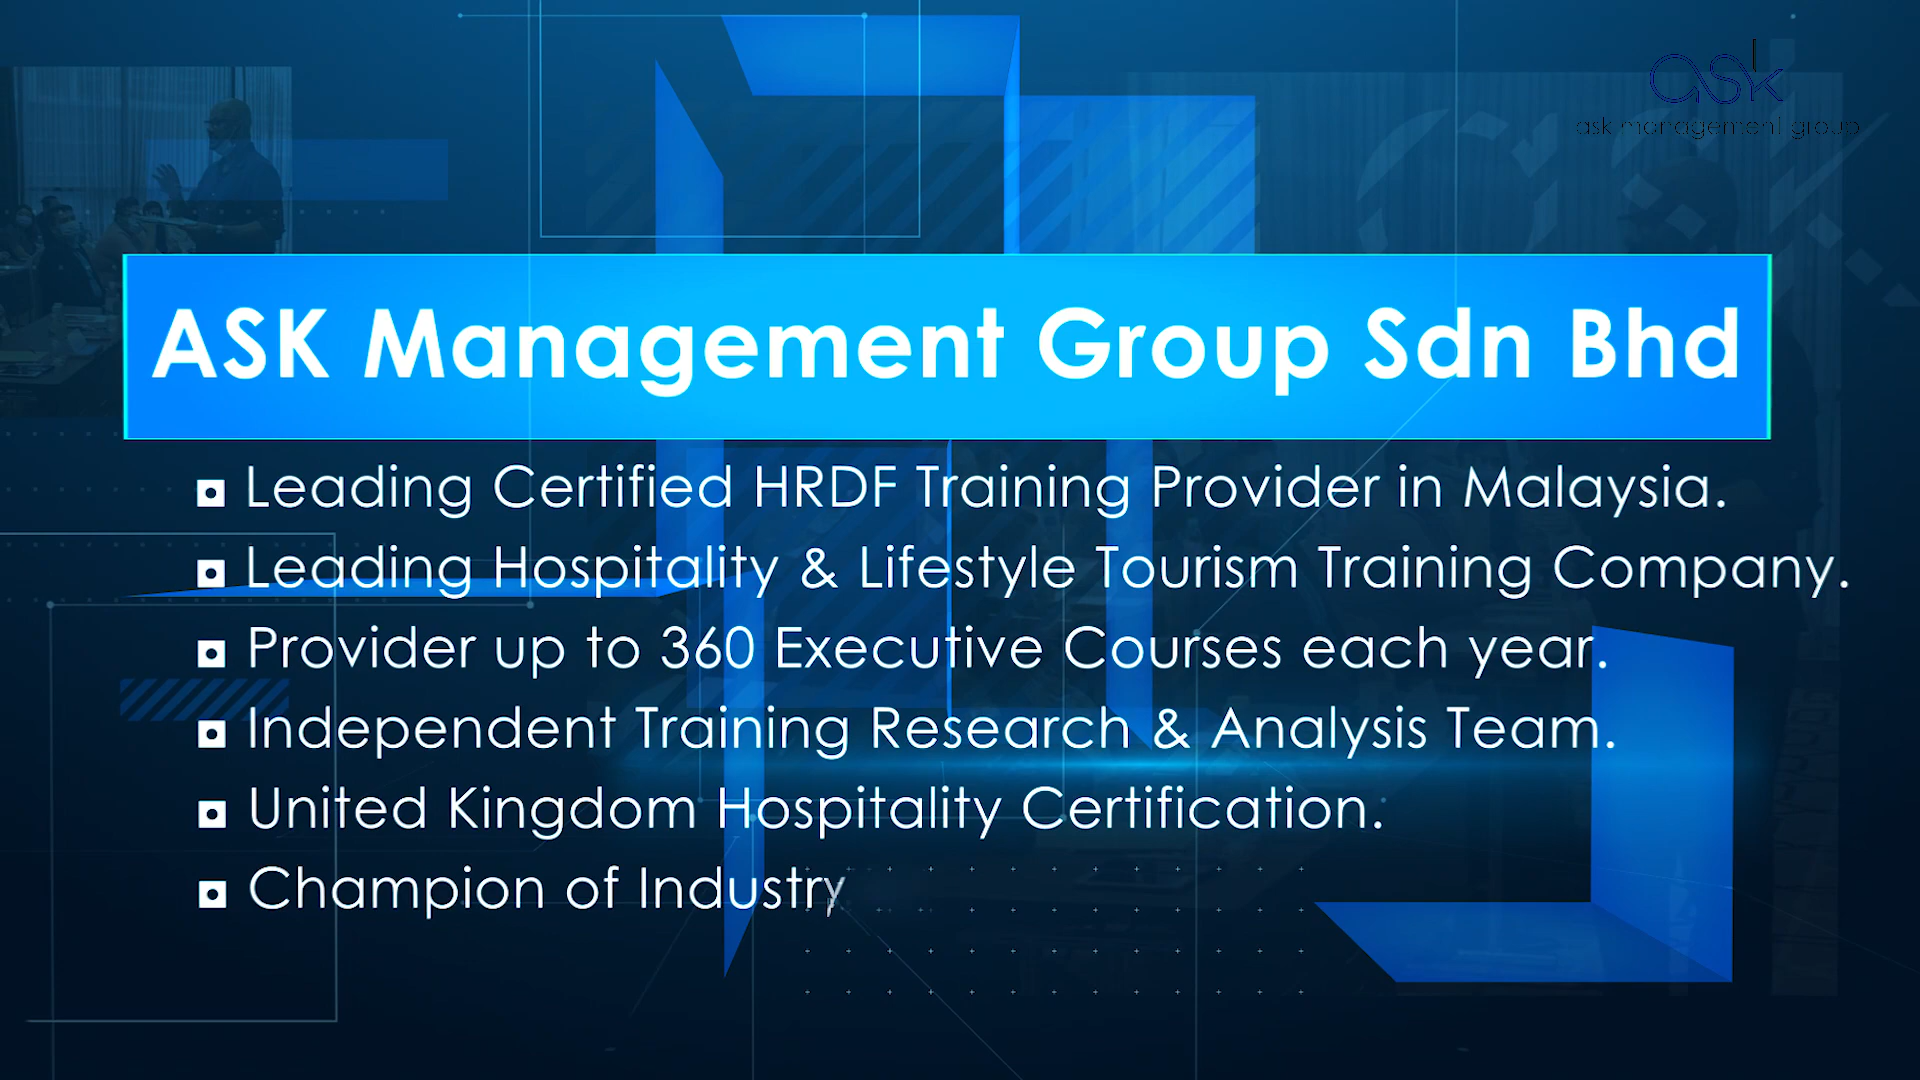 ask
ask management group
ASK Management Group Sdn Bhd
Leading Certified HRDF Training Provider in Malaysia.
Leading Hospitality & Lifestyle Tourism Training Company.
Provider up to 360 Executive Courses each year.
Independent Training Research & Analysis Team.
United Kingdom Hospitality Certification.
Champion of Industry